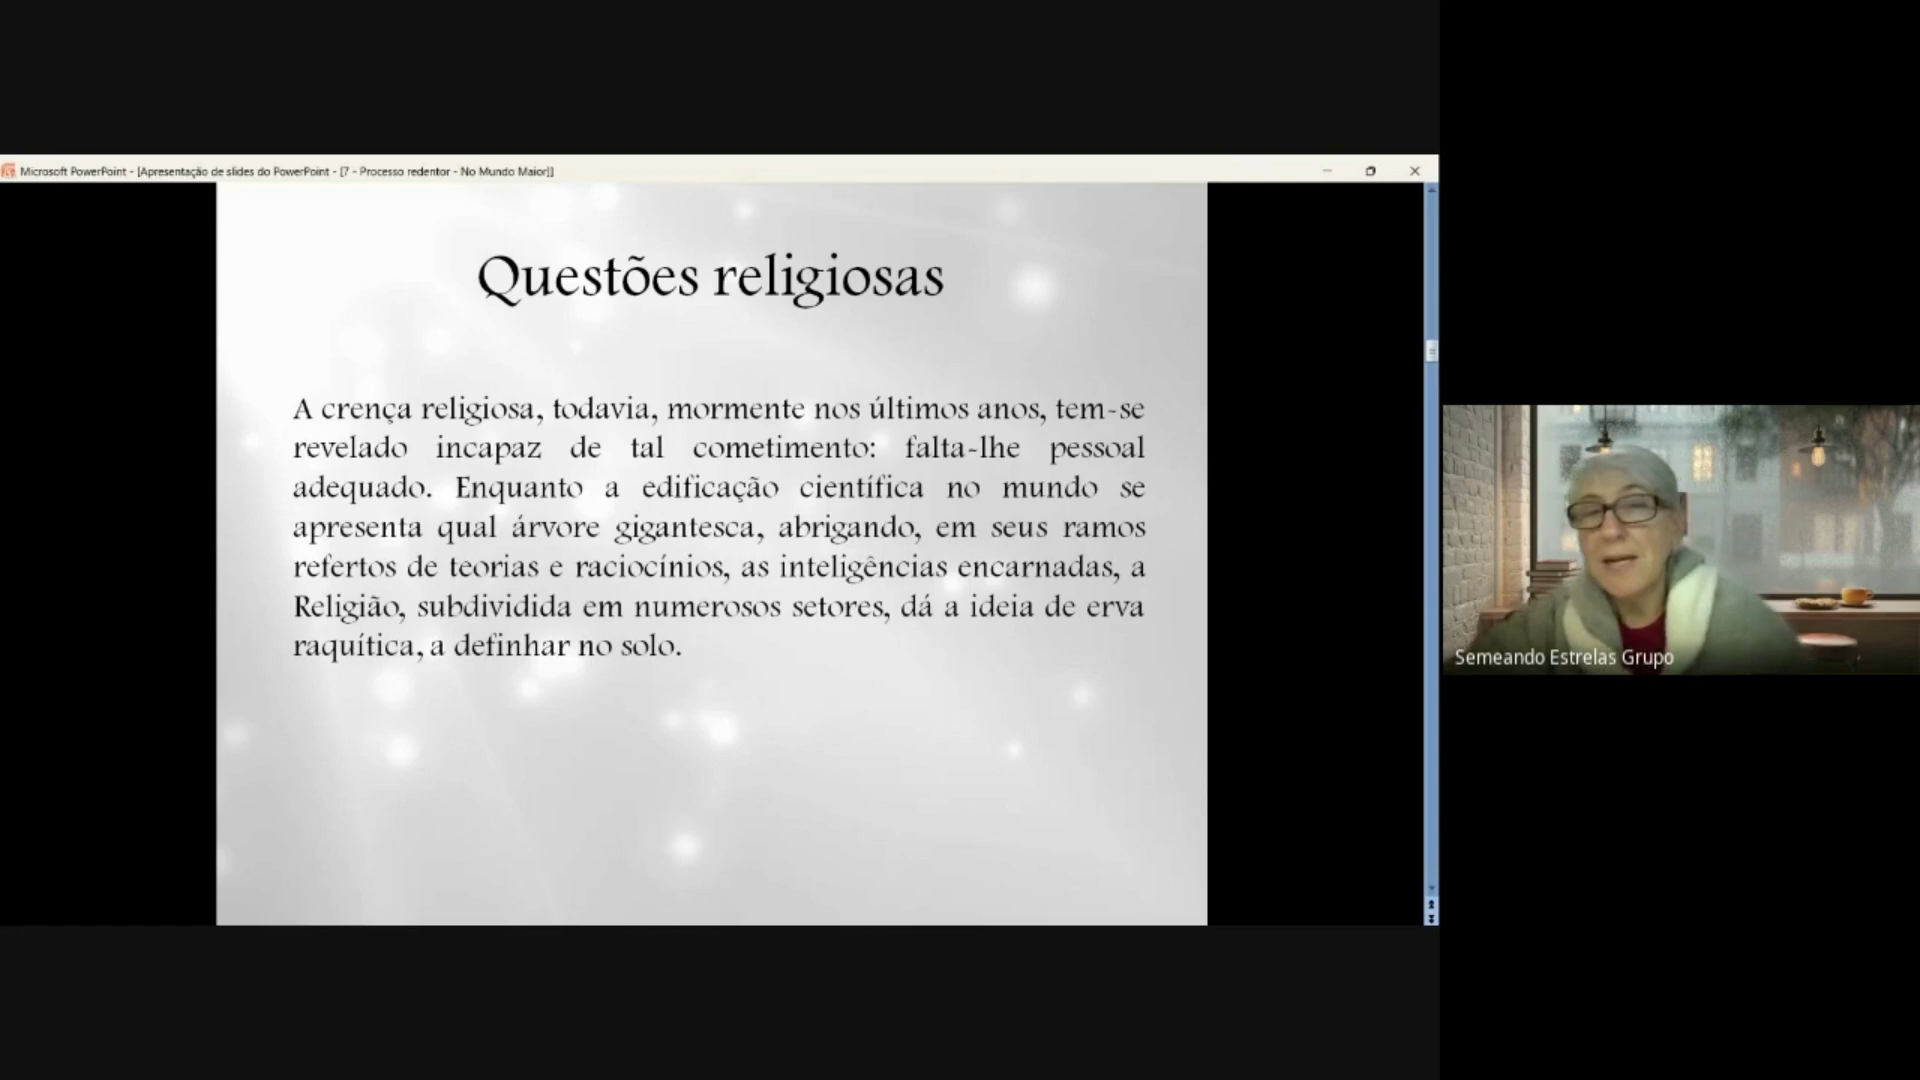 Microsoft PowerPoint - [Apresentação de slides do PowerPoint - [7 - Processo redentor - No Mundo Maior]]
Questões religiosas
A crença religiosa, todavia, mormente nos últimos anos, tem-se
revelado incapaz de tal cometimento: falta-lhe pessoal
adequado. Enquanto a edificação científica no mundo se
apresenta qual árvore gigantesca, abrigando, em seus ramos
refertos de teorias e raciocínios, as inteligências encarnadas, a
Religião, subdividida em numerosos setores, dá a ideia de erva
raquítica, a definhar no solo.
Semeando Estrelas Grupo